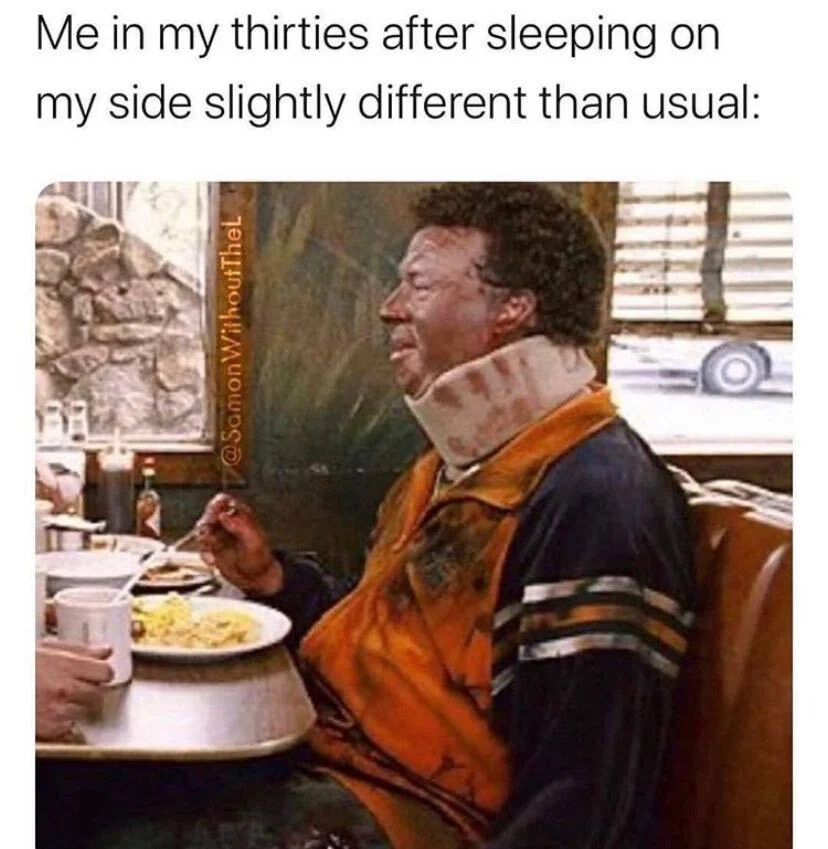 Me in my thirties after sleeping on
my side slightly different than usual:
@SamonWithoutTheL